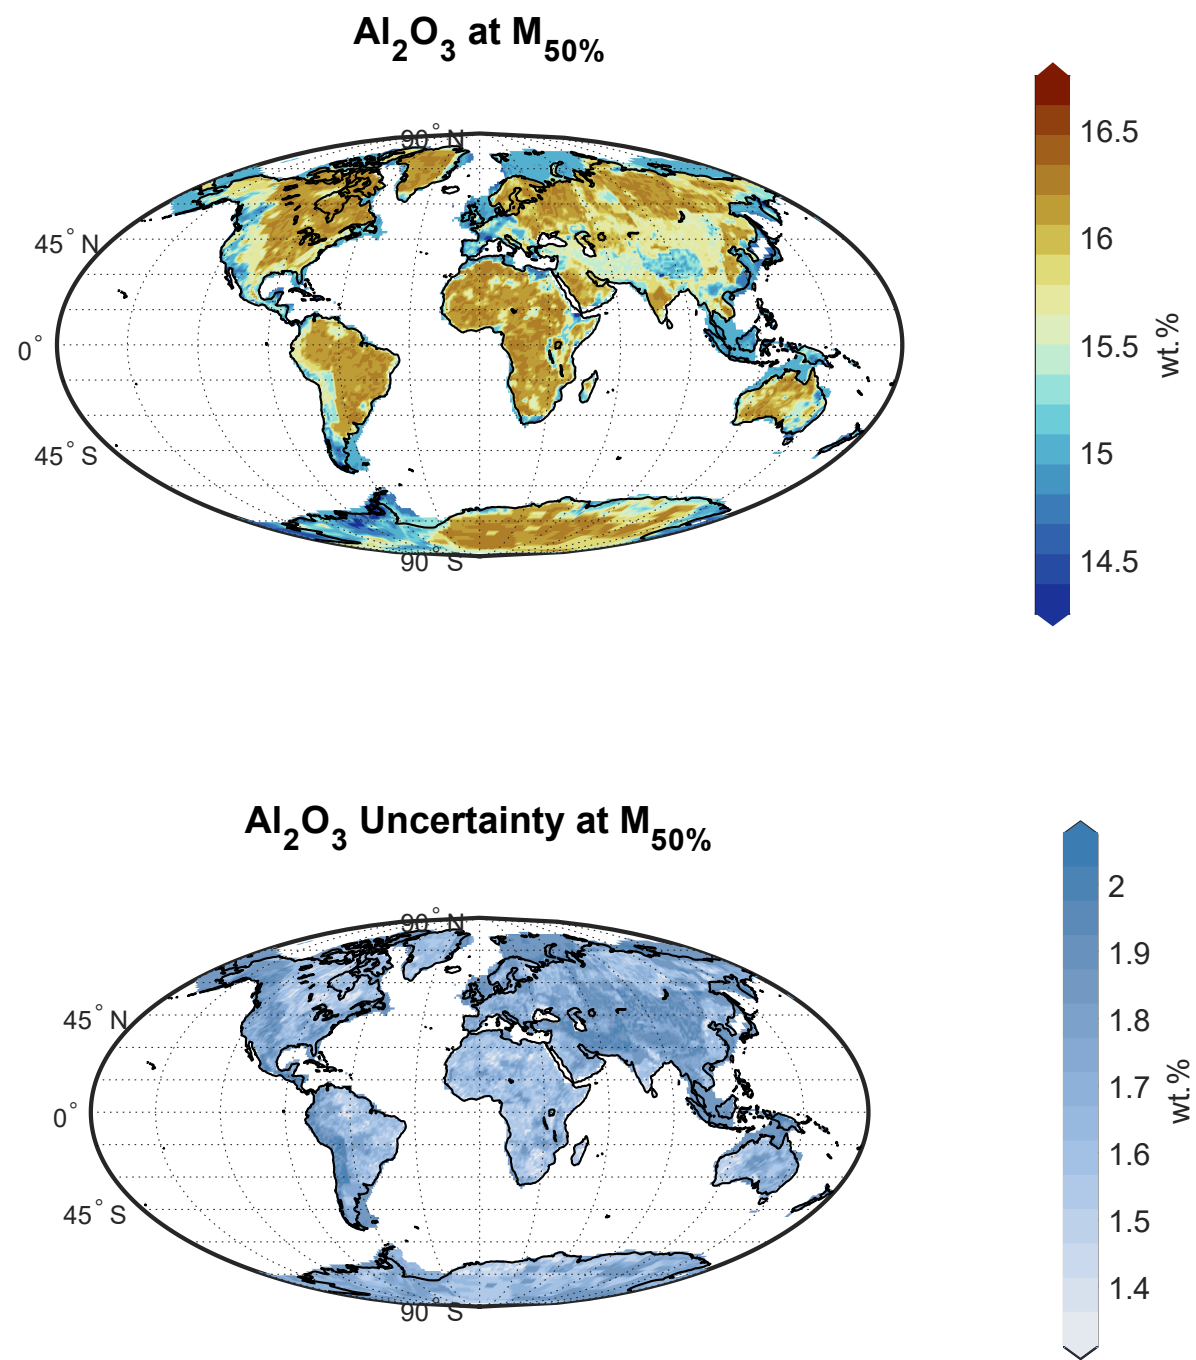 Al₂O₃ at M₅₀%
90° N
45° N
0°
45° S
90° S
16.5
16
15.5
15
14.5
wt.%
Al₂O₃ Uncertainty at M₅₀%
90° N
45° N
0°
45° S
90° S
2
1.9
1.8
1.7
1.6
1.5
1.4
wt.%